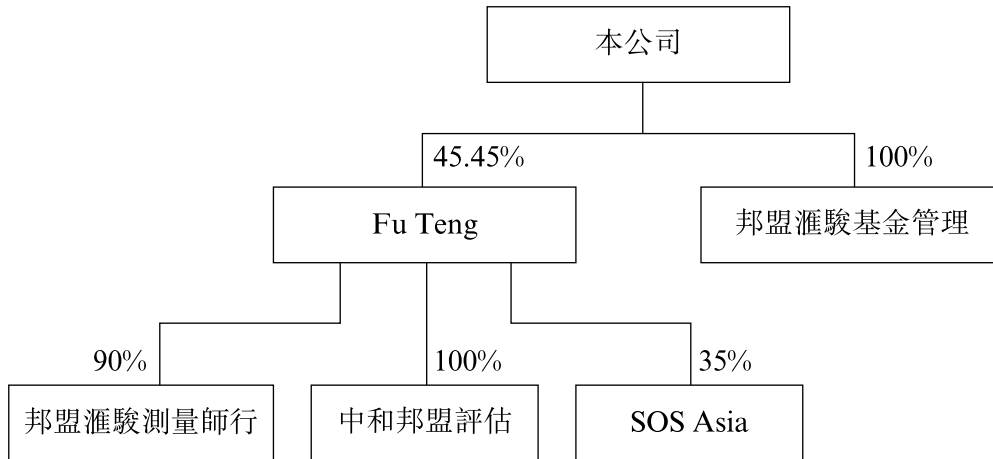 本公司
45.45%
100%
Fu Teng
邦盟滙駿基金管理
90%
100%
35%
邦盟滙駿測量師行
中和邦盟評估
SOS Asia